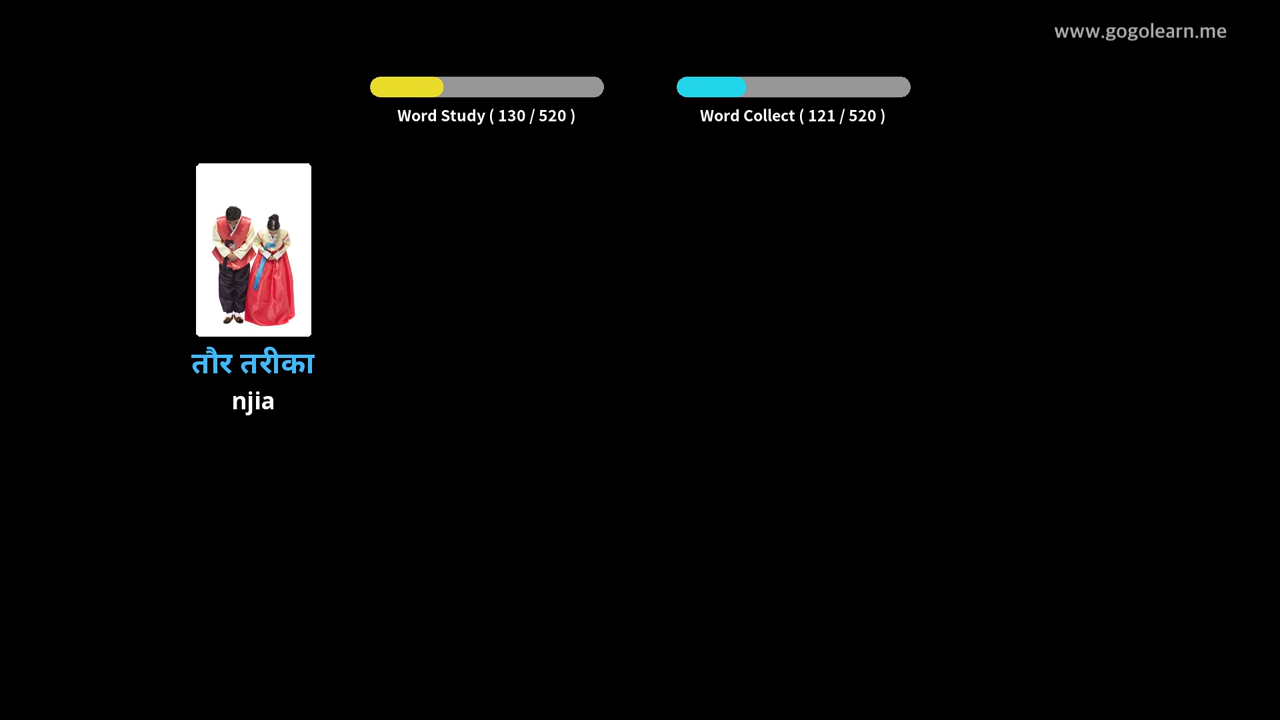 www.gogolearn.me
Word Study ( 130 / 520 )
Word Collect ( 121 / 520 )
तौर तरीका
njia